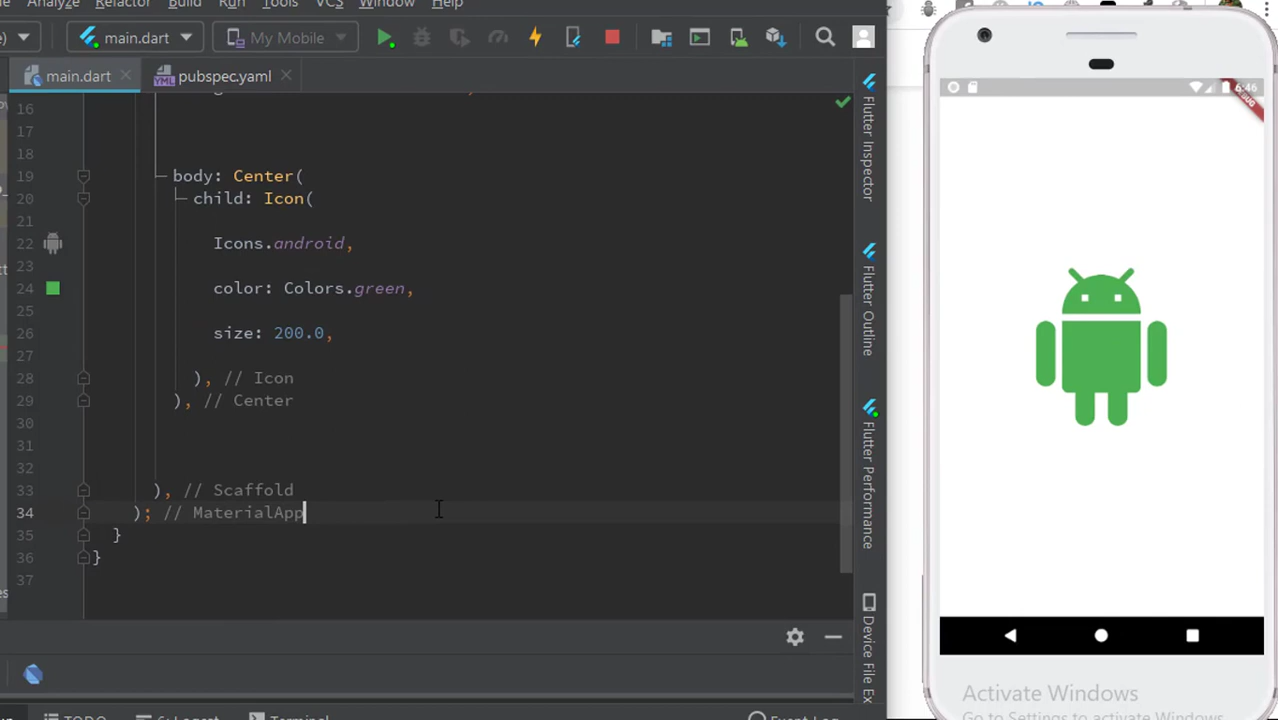 Analyze Refactor Build Run Tools VCS Window Help
main.dart My Mobile
main.dart pubspec.yaml
16
17
18
19 body: Center(
20 child: Icon(
21
22 Icons.android,
23
24 color: Colors.green,
25
26 size: 200.0,
27
28 ), // Icon
29 ), // Center
30
31
32
33 ), // Scaffold
34 ); // MaterialApp
35 }
36 }
37
Flutter Inspector
Flutter Outline
Flutter Performance
Device File Ex
6:46
DEBUG
Activate Windows
Go to Settings to activate Windows
TODO 6: Logcat Terminal Event Log